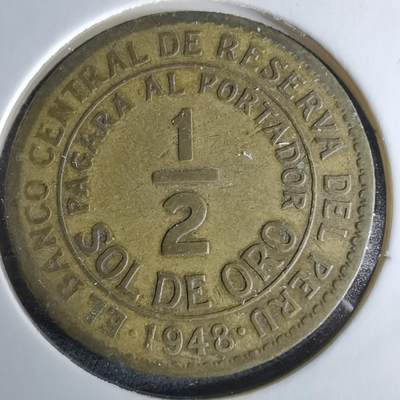 EL BANCO CENTRAL DE RESERVA DEL PERU
PAGARA AL PORTADOR
1/2
SOL DE ORO
· 1948 ·